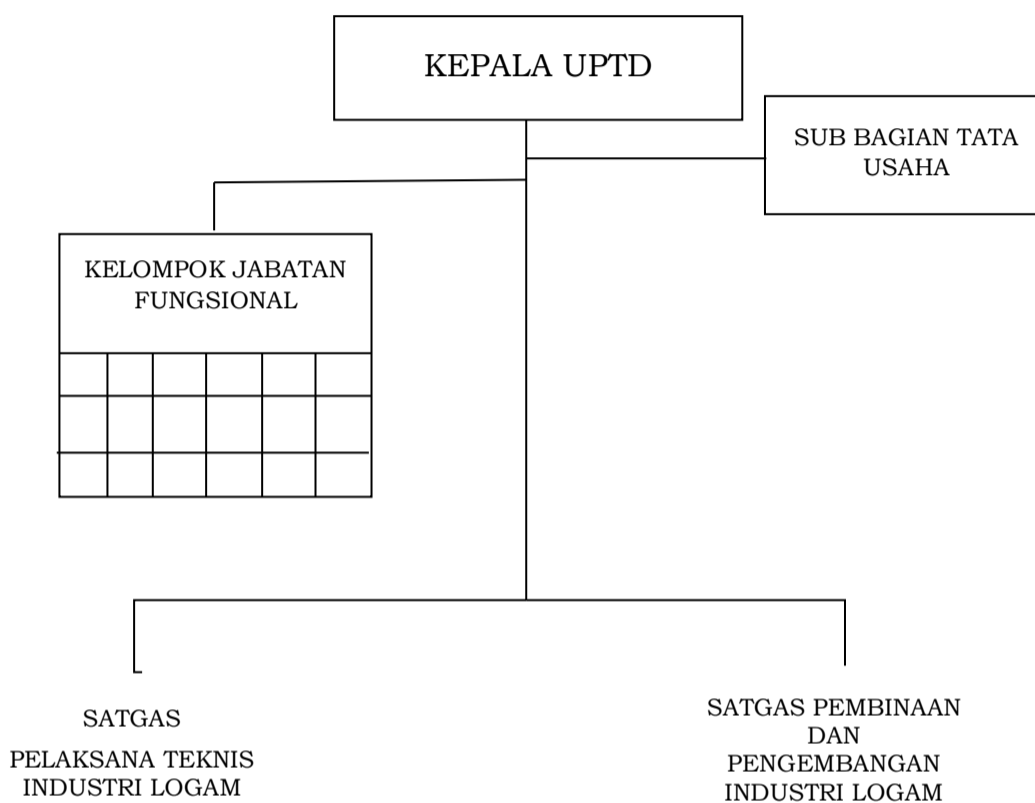 KEPALA UPTD
SUB BAGIAN TATA
USAHA
KELOMPOK JABATAN
FUNGSIONAL
SATGAS
PELAKSANA TEKNIS
INDUSTRI LOGAM
SATGAS PEMBINAAN
DAN
PENGEMBANGAN
INDUSTRI LOGAM